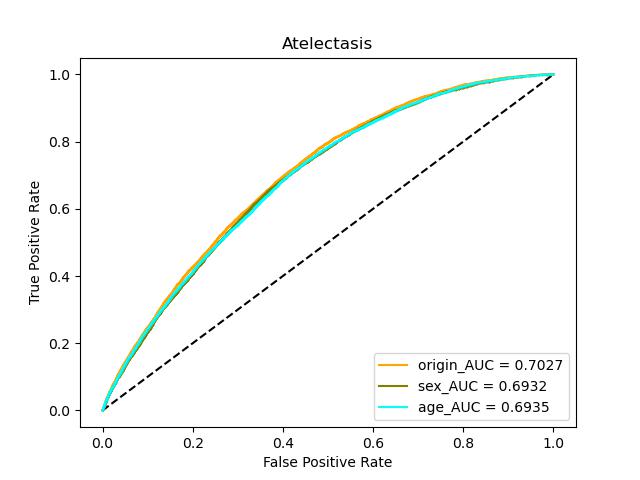 Atelectasis
1.0
0.8
0.6
0.4
0.2
0.0
True Positive Rate
origin_AUC = 0.7027
sex_AUC = 0.6932
age_AUC = 0.6935
0.0 0.2 0.4 0.6 0.8 1.0
False Positive Rate